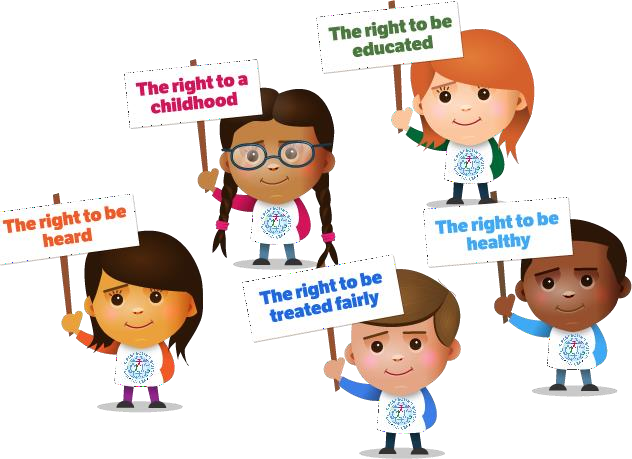 The right to be
educated
The right to a
childhood
The right to be
heard
The right to be
healthy
The right to be
treated fairly